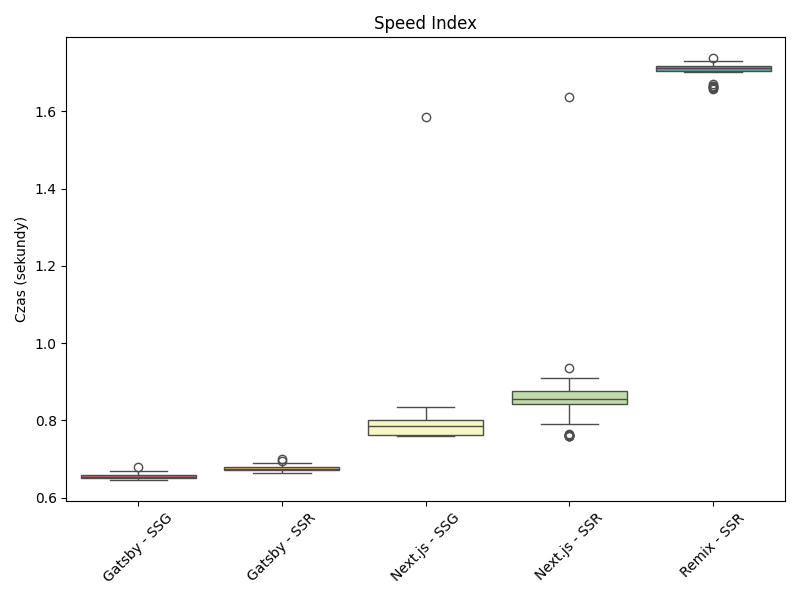 Speed Index
Czas (sekundy)
1.6
1.4
1.2
1.0
0.8
0.6
Gatsby - SSG
Gatsby - SSR
Next.js - SSG
Next.js - SSR
Remix - SSR